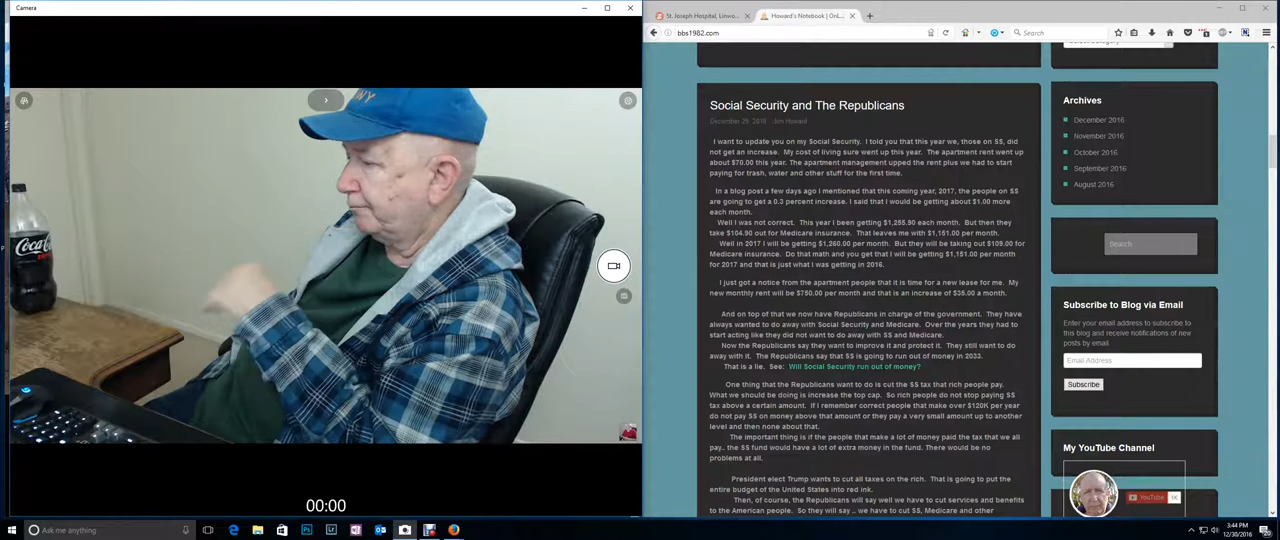 Camera
NY
Coca-Cola
00:00
St. Joseph Hospital, Linwo...
Howard's Notebook | OnL...
bbs1982.com
Search
Social Security and The Republicans
December 29, 2016 Jim Howard
I want to update you on my Social Security. I told you that this year we, those on SS, did
not get an increase. My cost of living sure went up this year. The apartment rent went up
about $70.00 this year. The apartment management upped the rent plus we had to start
paying for trash, water and other stuff for the first time.
In a blog post a few days ago I mentioned that this coming year, 2017, the people on SS
are going to get a 0.3 percent increase. I said that I would be getting about $1.00 more
each month.
Well I was not correct. This year I been getting $1,255.90 each month. But then they
take $104.90 out for Medicare insurance. That leaves me with $1,151.00 per month.
Well in 2017 I will be getting $1,260.00 per month. But they will be taking out $109.00 for
Medicare insurance. Do that math and you get that I will be getting $1,151.00 per month
for 2017 and that is just what I was getting in 2016.
I just got a notice from the apartment people that it is time for a new lease for me. My
new monthly rent will be $750.00 per month and that is an increase of $35.00 a month.
And on top of that we now have Republicans in charge of the government. They have
always wanted to do away with Social Security and Medicare. Over the years they had to
start acting like they did not want to do away with SS and Medicare.
Now the Republicans say they want to improve it and protect it. They still want to do
away with it. The Republicans say that SS is going to run out of money in 2033.
That is a lie. See: Will Social Security run out of money?
One thing that the Republicans want to do is cut the SS tax that rich people pay.
What we should be doing is increase the top cap. So rich people do not stop paying SS
tax above a certain amount. If I remember correct people that make over $120K per year
do not pay SS on money above that amount or they pay a very small amount up to another
level and then none about that.
The important thing is if the people that make a lot of money paid the tax that we all
pay.. the SS fund would have a lot of extra money in the fund. There would be no
problems at all.
President elect Trump wants to cut all taxes on the rich. That is going to put the
entire budget of the United States into red ink.
Then, of course, the Republicans will say well we have to cut services and benefits
to the American people. So they will say .. we have to cut SS, Medicare and other
Archives
December 2016
November 2016
October 2016
September 2016
August 2016
Search
Subscribe to Blog via Email
Enter your email address to subscribe to
this blog and receive notifications of new
posts by email
Email Address
Subscribe
My YouTube Channel
YouTube 1K
Ask me anything
3:44 PM
12/30/2016